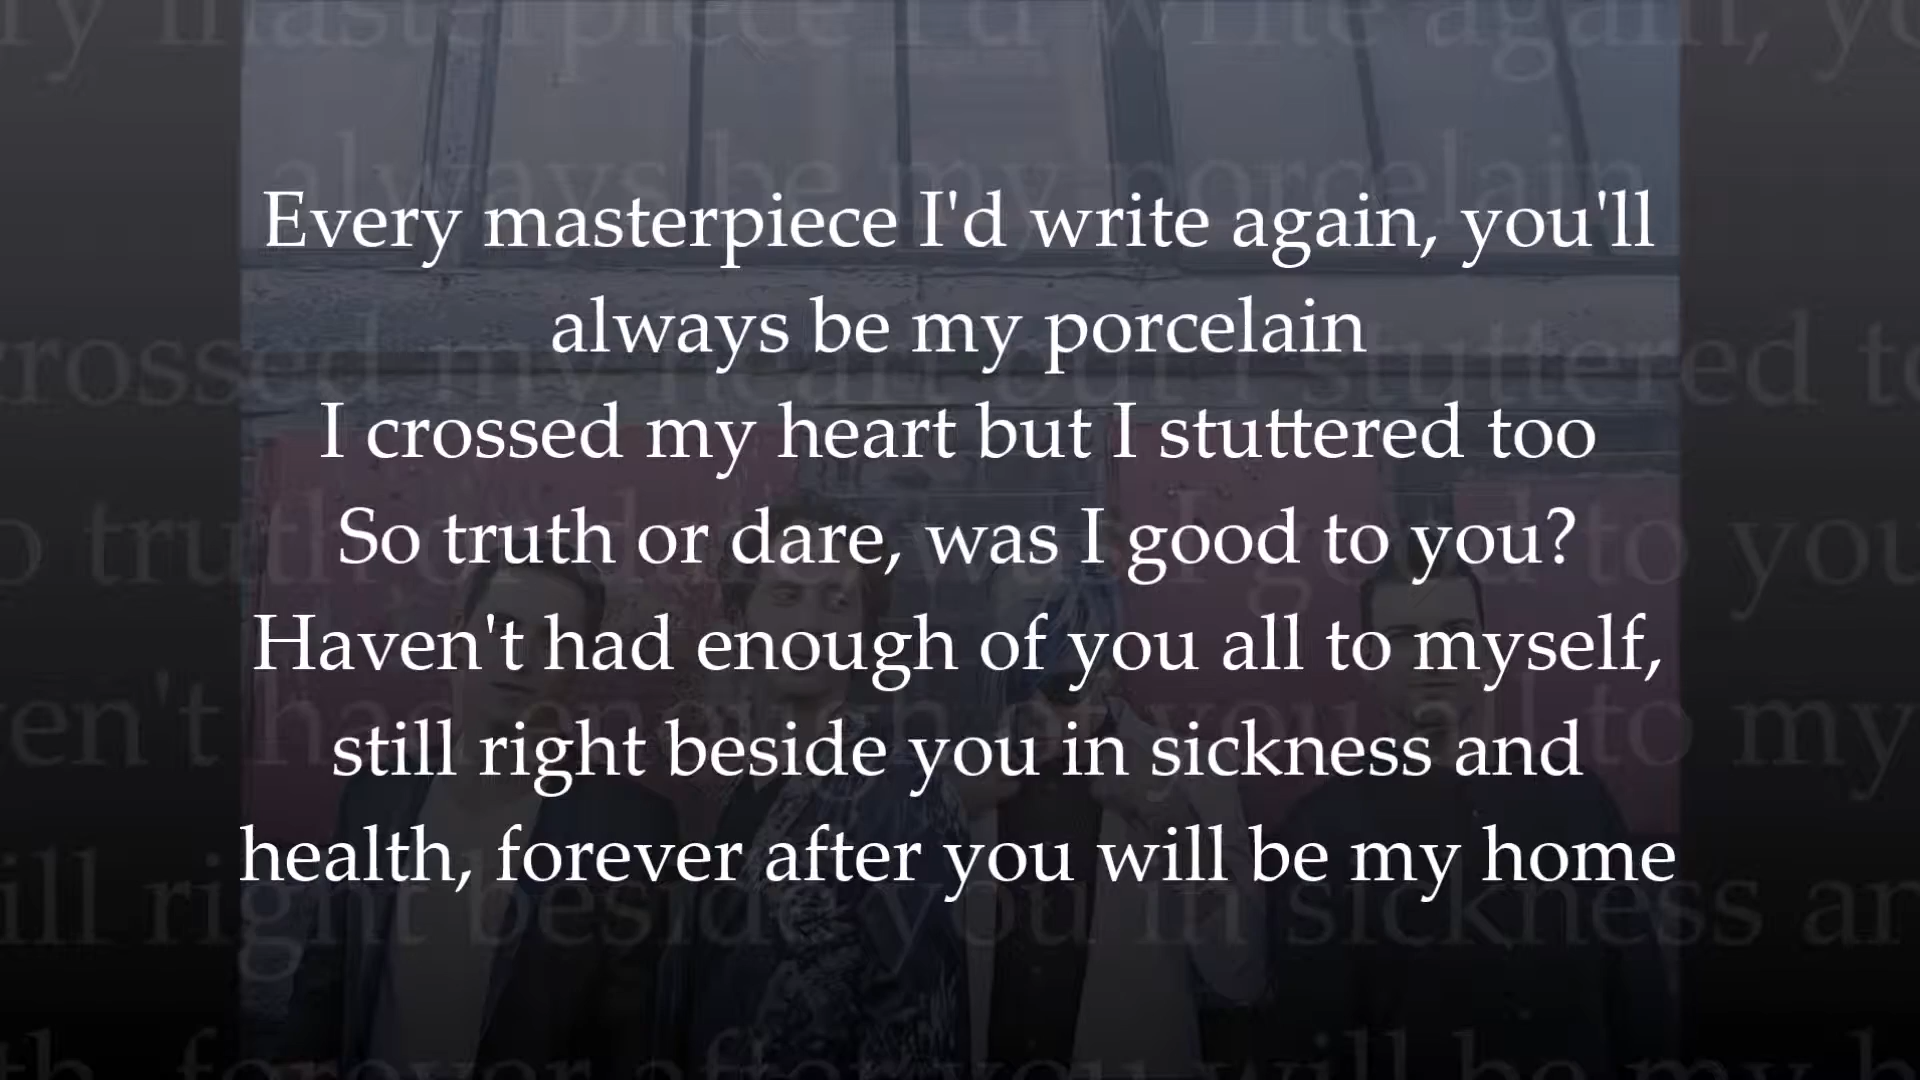 Every masterpiece I'd write again, you'll
always be my porcelain
I crossed my heart but I stuttered too
So truth or dare, was I good to you?
Haven't had enough of you all to myself,
still right beside you in sickness and
health, forever after you will be my home